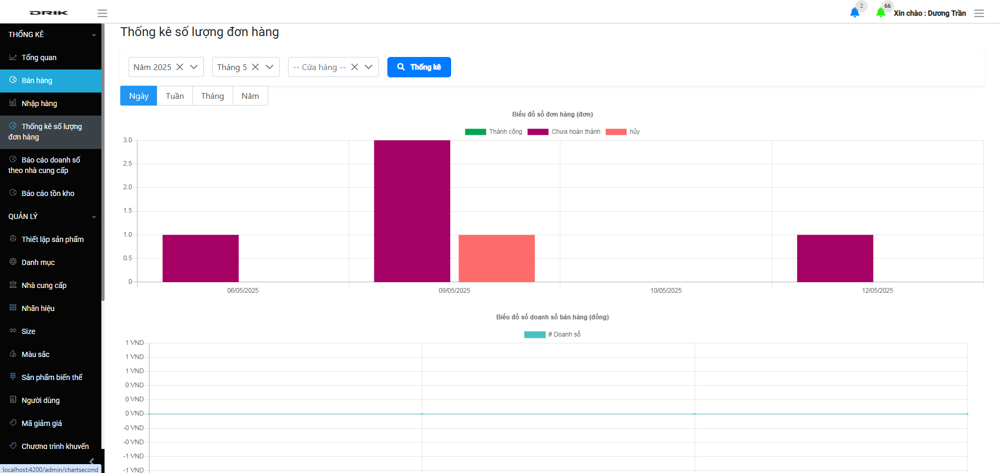 DRIK
2
66
Xin chào : Dương Trần
THỐNG KÊ
Tổng quan
Bán hàng
Nhập hàng
Thống kê số lượng
đơn hàng
Báo cáo doanh số
theo nhà cung cấp
Báo cáo tồn kho
QUẢN LÝ
Thiết lập sản phẩm
Danh mục
Nhà cung cấp
Nhãn hiệu
Size
Màu sắc
Sản phẩm biến thể
Người dùng
Mã giảm giá
Chương trình khuyến
localhost:4200/admin/chartsecond
Thống kê số lượng đơn hàng
Năm 2025
Tháng 5
-- Cửa hàng --
Thống kê
Ngày
Tuần
Tháng
Năm
Biểu đồ số đơn hàng (đơn)
Thành công
Chưa hoàn thành
hủy
3.0
2.5
2.0
1.5
1.0
0.5
0
06/05/2025
09/05/2025
10/05/2025
12/05/2025
Biểu đồ số doanh số bán hàng (đồng)
# Doanh số
1 VND
1 VND
1 VND
0 VND
0 VND
0 VND
-0 VND
-0 VND
-1 VND
-1 VND